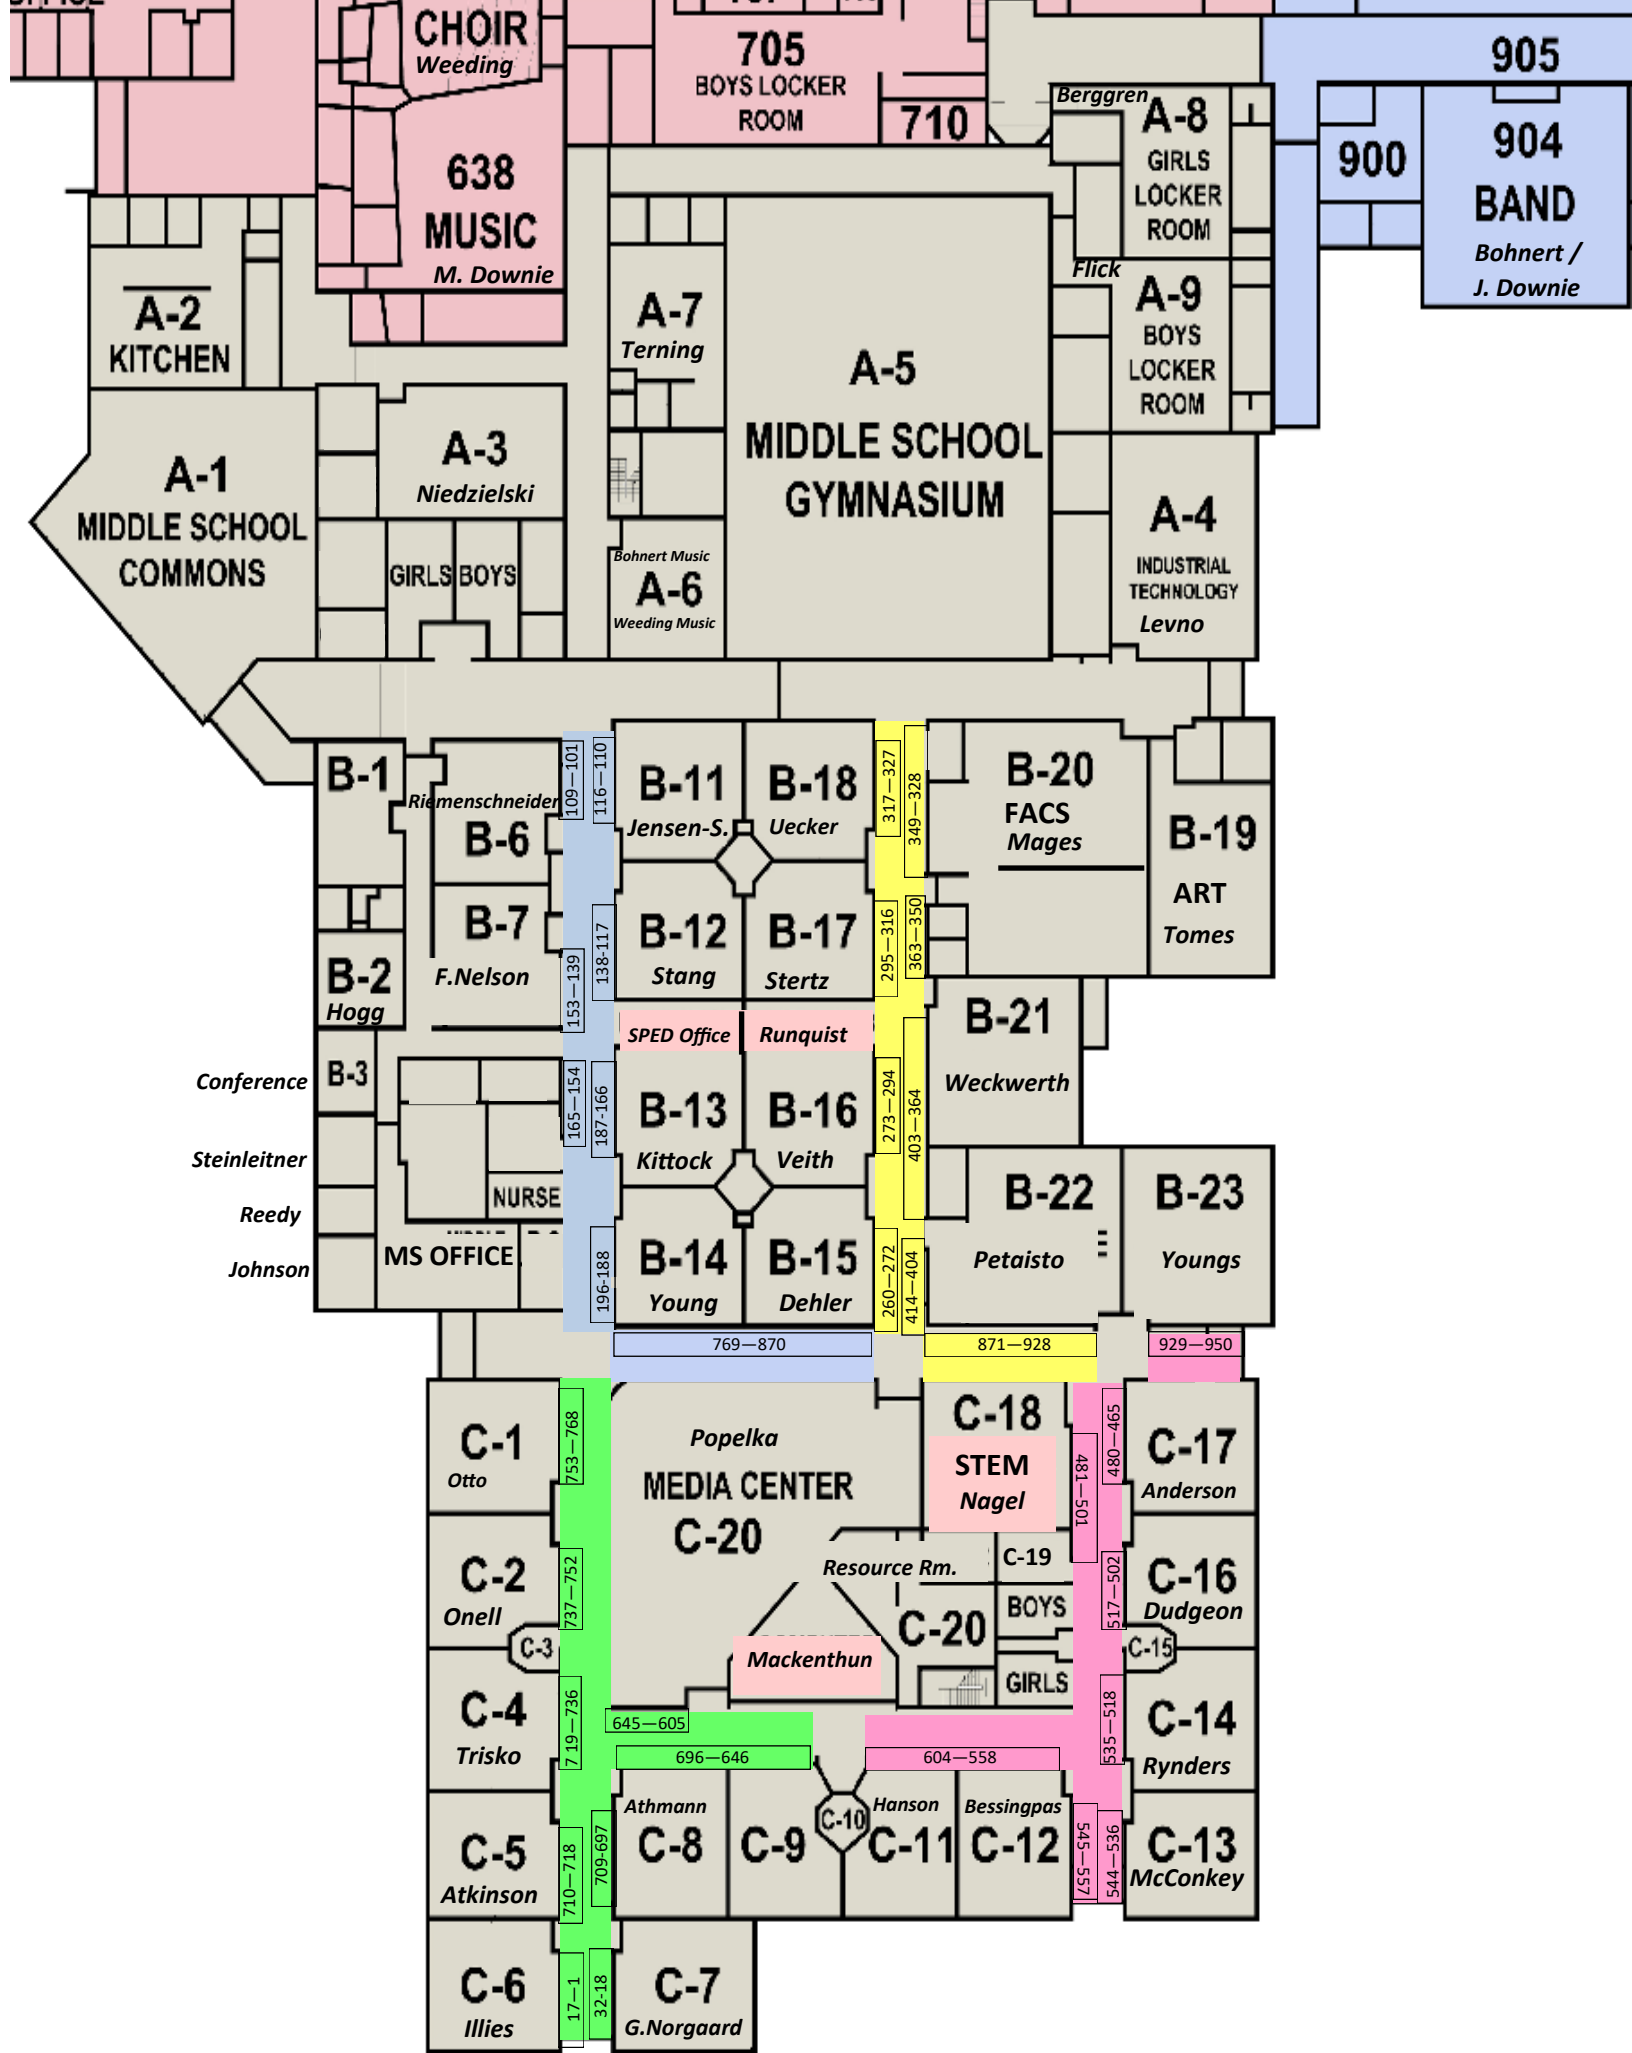 CHOIR
Weeding
705
BOYS LOCKER
ROOM
710
905
Berggren
A-8
GIRLS
LOCKER
ROOM
900
904
BAND
Bohnert /
J. Downie
638
MUSIC
M. Downie
A-2
KITCHEN
A-7
Terning
A-5
MIDDLE SCHOOL
GYMNASIUM
Flick
A-9
BOYS
LOCKER
ROOM
A-1
MIDDLE SCHOOL
COMMONS
A-3
Niedzielski
GIRLS
BOYS
Bohnert Music
A-6
Weeding Music
A-4
INDUSTRIAL
TECHNOLOGY
Levno
B-1
Riemenschneider
B-6
109—101
116—110
B-11
Jensen-S.
B-18
Uecker
317—327
349—328
B-20
FACS
Mages
B-19
ART
Tomes
B-2
Hogg
B-7
F.Nelson
153—139
138-117
B-12
Stang
B-17
Stertz
295—316
363—350
SPED Office
Runquist
B-21
Weckwerth
Conference
B-3
165—154
187-166
B-13
Kittock
B-16
Veith
273—294
403—364
Steinleitner
NURSE
Reedy
MS OFFICE
Johnson
196-188
B-14
Young
B-15
Dehler
260—272
414—404
B-22
Petaisto
B-23
Youngs
769—870
871—928
929—950
C-1
Otto
753—768
Popelka
MEDIA CENTER
C-20
C-18
STEM
Nagel
481—501
480—465
C-17
Anderson
C-2
Onell
737—752
Resource Rm.
C-19
BOYS
517—502
C-16
Dudgeon
C-3
C-20
C-15
C-4
Trisko
7 19—736
Mackenthun
GIRLS
535—518
C-14
Rynders
645—605
696—646
604—558
C-5
Atkinson
710—718
709-697
Athmann
C-8
C-9
C-10
Hanson
C-11
Bessingpas
C-12
545—557
544—536
C-13
McConkey
C-6
Illies
17—1
32-18
C-7
G.Norgaard